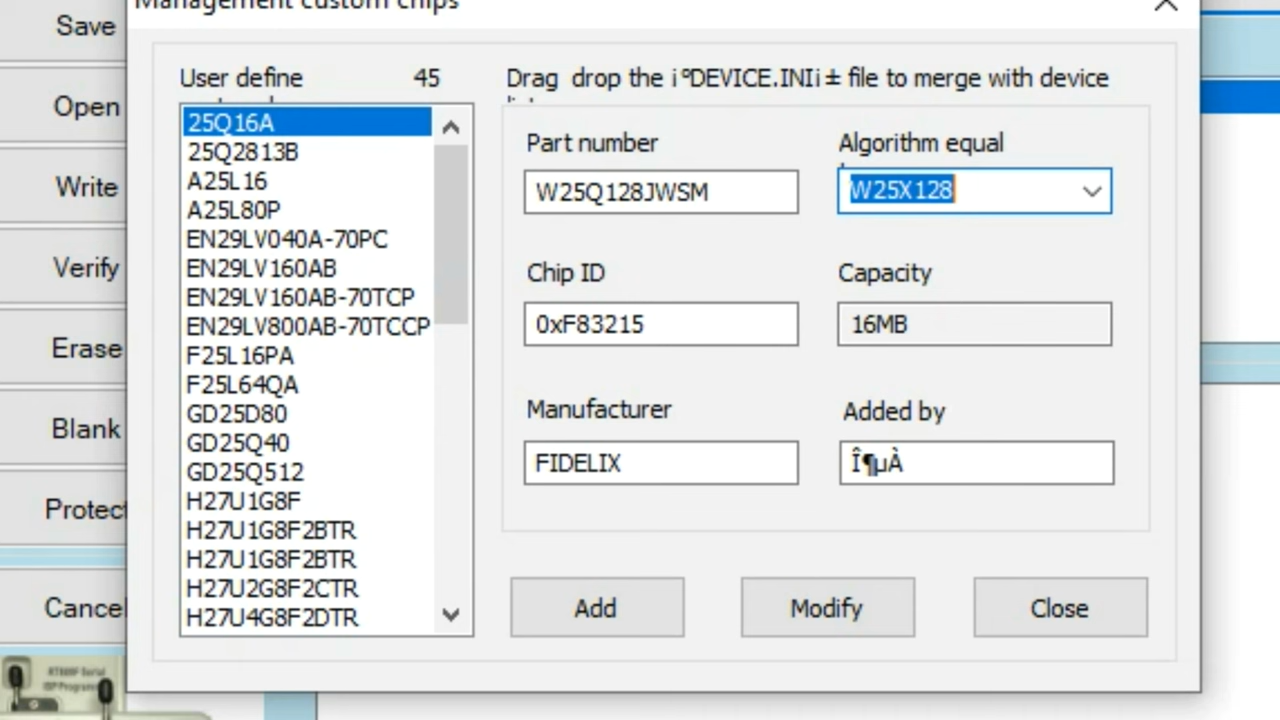 Management custom chips
Save
Open
Write
Verify
Erase
Blank
Protect
Cancel
User define 45
25Q16A
25Q2813B
A25L16
A25L80P
EN29LV040A-70PC
EN29LV160AB
EN29LV160AB-70TCP
EN29LV800AB-70TCCP
F25L16PA
F25L64QA
GD25D80
GD25Q40
GD25Q512
H27U1G8F
H27U1G8F2BTR
H27U1G8F2BTR
H27U2G8F2CTR
H27U4G8F2DTR
Drag drop the i°DEVICE.INIi± file to merge with device
Part number
W25Q128JWSM
Algorithm equal
W25X128
Chip ID
0xF83215
Capacity
16MB
Manufacturer
FIDELIX
Added by
Î¶µÀ
Add
Modify
Close